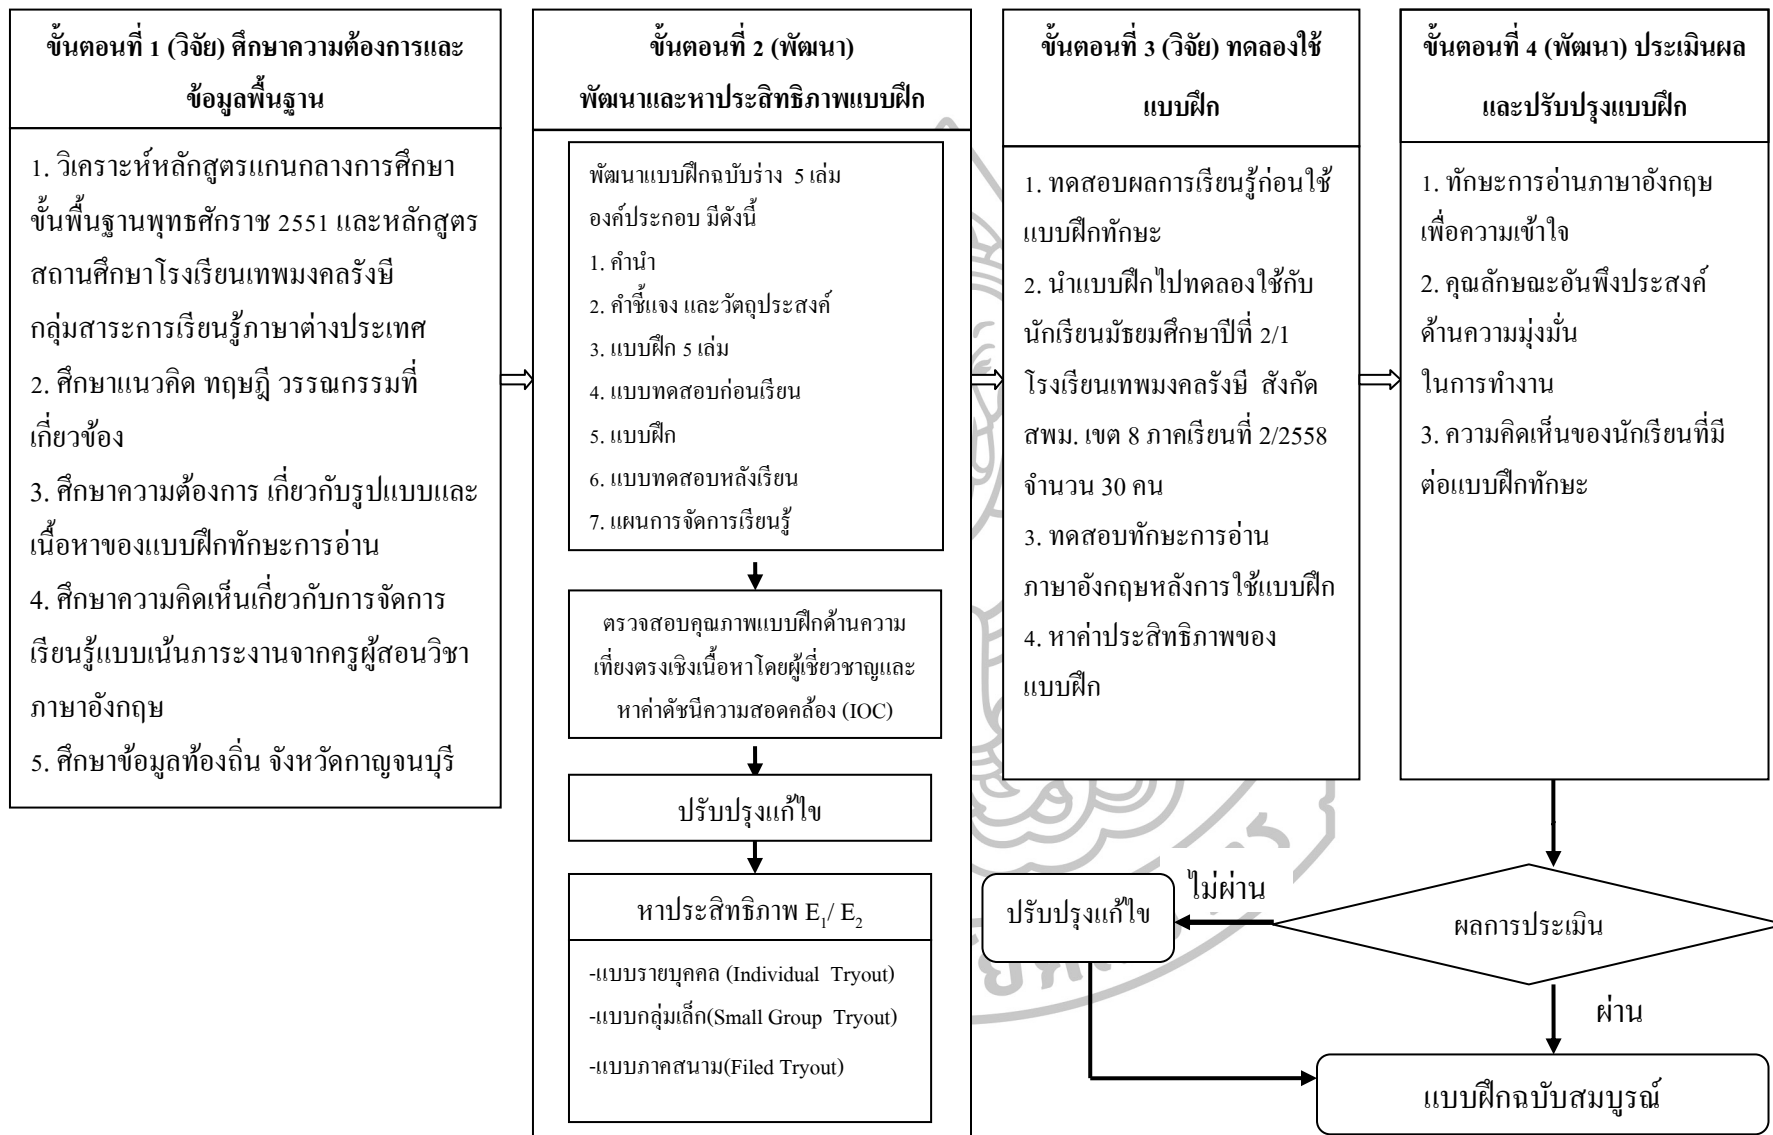 ขั้นตอนที่ 1 (วิจัย) ศึกษาความต้องการและ
ข้อมูลพื้นฐาน
1. วิเคราะห์หลักสูตรแกนกลางการศึกษา
ขั้นพื้นฐานพุทธศักราช 2551 และหลักสูตร
สถานศึกษาโรงเรียนเทพมงคลรังษี
กลุ่มสาระการเรียนรู้ภาษาต่างประเทศ
2. ศึกษาแนวคิด ทฤษฎี วรรณกรรมที่
เกี่ยวข้อง
3. ศึกษาความต้องการ เกี่ยวกับรูปแบบและ
เนื้อหาของแบบฝึกทักษะการอ่าน
4. ศึกษาความคิดเห็นเกี่ยวกับการจัดการ
เรียนรู้แบบเน้นภาระงานจากครูผู้สอนวิชา
ภาษาอังกฤษ
5. ศึกษาข้อมูลท้องถิ่น จังหวัดกาญจนบุรี
ขั้นตอนที่ 2 (พัฒนา)
พัฒนาและหาประสิทธิภาพแบบฝึก
พัฒนาแบบฝึกฉบับร่าง 5 เล่ม
องค์ประกอบ มีดังนี้
1. คำนำ
2. คำชี้แจง และวัตถุประสงค์
3. แบบฝึก 5 เล่ม
4. แบบทดสอบก่อนเรียน
5. แบบฝึก
6. แบบทดสอบหลังเรียน
7. แผนการจัดการเรียนรู้
ตรวจสอบคุณภาพแบบฝึกด้านความ
เที่ยงตรงเชิงเนื้อหาโดยผู้เชี่ยวชาญและ
หาค่าดัชนีความสอดคล้อง (IOC)
ปรับปรุงแก้ไข
หาประสิทธิภาพ E1/ E2
-แบบรายบุคคล (Individual Tryout)
-แบบกลุ่มเล็ก(Small Group Tryout)
-แบบภาคสนาม(Filed Tryout)
ขั้นตอนที่ 3 (วิจัย) ทดลองใช้
แบบฝึก
1. ทดสอบผลการเรียนรู้ก่อนใช้
แบบฝึกทักษะ
2. นำแบบฝึกไปทดลองใช้กับ
นักเรียนมัธยมศึกษาปีที่ 2/1
โรงเรียนเทพมงคลรังษี สังกัด
สพม. เขต 8 ภาคเรียนที่ 2/2558
จำนวน 30 คน
3. ทดสอบทักษะการอ่าน
ภาษาอังกฤษหลังการใช้แบบฝึก
4. หาค่าประสิทธิภาพของ
แบบฝึก
ขั้นตอนที่ 4 (พัฒนา) ประเมินผล
และปรับปรุงแบบฝึก
1. ทักษะการอ่านภาษาอังกฤษ
เพื่อความเข้าใจ
2. คุณลักษณะอันพึงประสงค์
ด้านความมุ่งมั่น
ในการทำงาน
3. ความคิดเห็นของนักเรียนที่มี
ต่อแบบฝึกทักษะ
ผลการประเมิน
ไม่ผ่าน
ปรับปรุงแก้ไข
ผ่าน
แบบฝึกฉบับสมบูรณ์